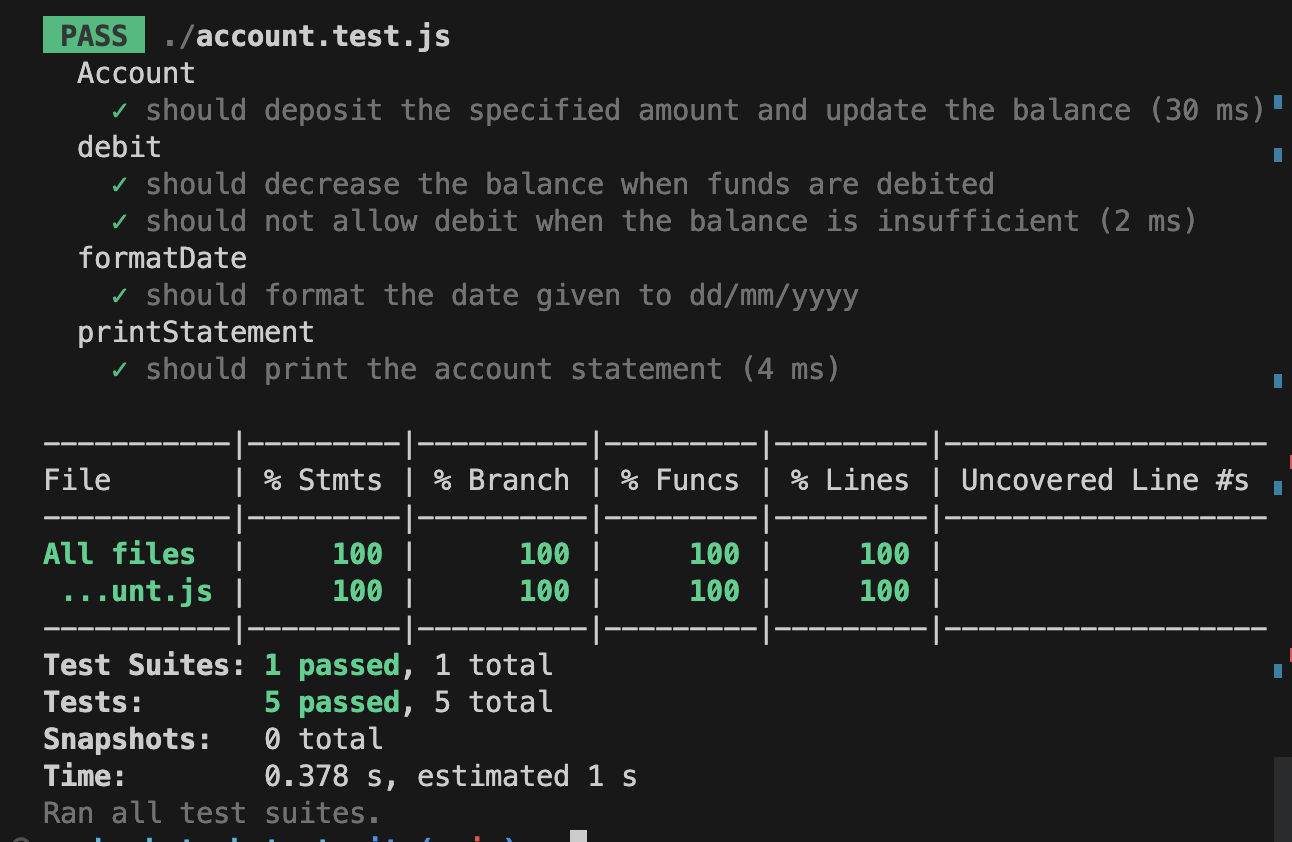 PASS ./account.test.js
Account
✓ should deposit the specified amount and update the balance (30 ms)
debit
✓ should decrease the balance when funds are debited
✓ should not allow debit when the balance is insufficient (2 ms)
formatDate
✓ should format the date given to dd/mm/yyyy
printStatement
✓ should print the account statement (4 ms)
-----------|---------|----------|---------|---------|-------------------
File | % Stmts | % Branch | % Funcs | % Lines | Uncovered Line #s
-----------|---------|----------|---------|---------|-------------------
All files | 100 | 100 | 100 | 100 |
...unt.js | 100 | 100 | 100 | 100 |
-----------|---------|----------|---------|---------|-------------------
Test Suites: 1 passed, 1 total
Tests: 5 passed, 5 total
Snapshots: 0 total
Time: 0.378 s, estimated 1 s
Ran all test suites.